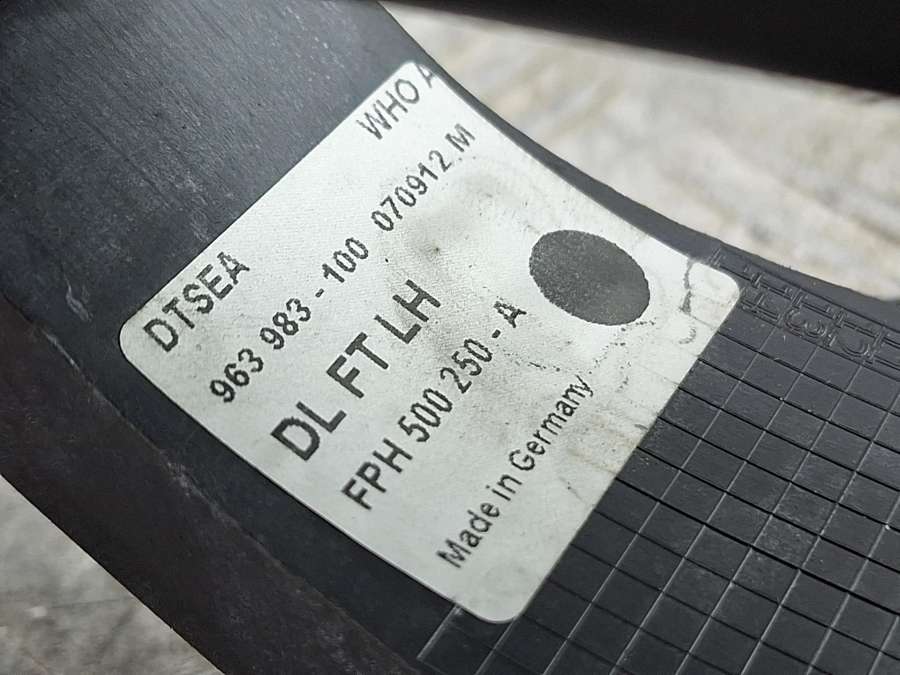 DTSEA WHO A
963 983 - 100 070912 M
DL FT LH
FPH 500 250 - A
Made in Germany